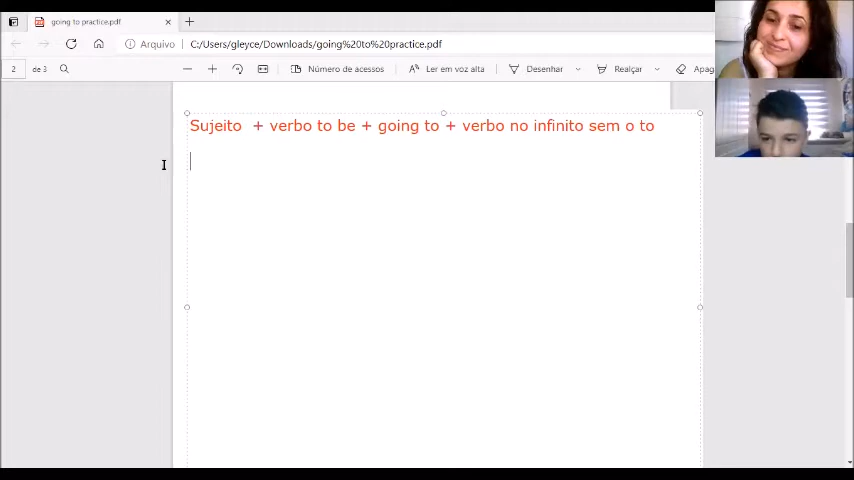 going to practice.pdf
Arquivo C:/Users/gleyce/Downloads/going%20to%20practice.pdf
2 de 3 Número de acessos Ler em voz alta Desenhar Realçar Apag
Sujeito + verbo to be + going to + verbo no infinito sem o to